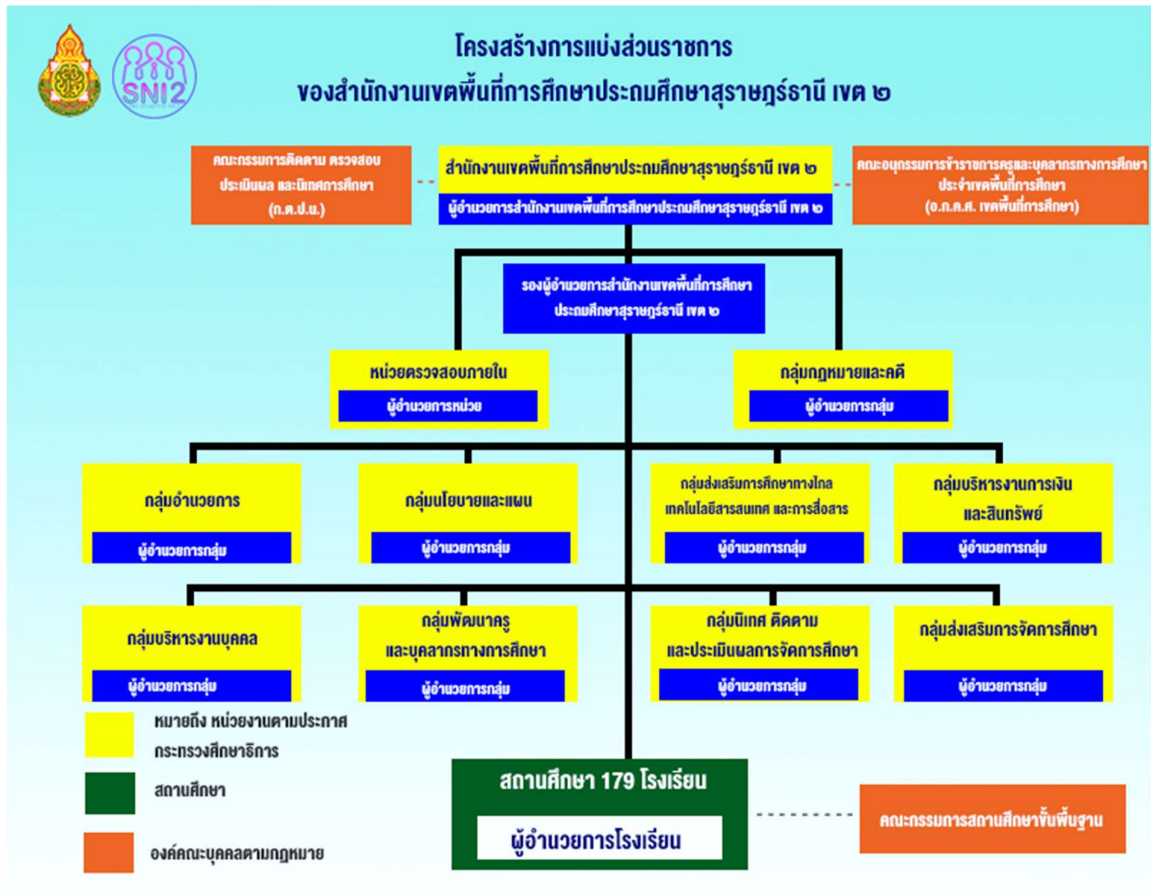 โครงสร้างการแบ่งส่วนราชการ
ของสำนักงานเขตพื้นที่การศึกษาประถมศึกษาสุราษฎร์ธานี เขต ๒
SNI2
คณะกรรมการติดตาม ตรวจสอบ
ประเมินผล และนิเทศการศึกษา
(ก.ต.ป.น.)
สำนักงานเขตพื้นที่การศึกษาประถมศึกษาสุราษฎร์ธานี เขต ๒
ผู้อำนวยการสำนักงานเขตพื้นที่การศึกษาประถมศึกษาสุราษฎร์ธานี เขต ๒
คณะอนุกรรมการข้าราชการครูและบุคลากรทางการศึกษา
ประจำเขตพื้นที่การศึกษา
(อ.ก.ค.ศ. เขตพื้นที่การศึกษา)
รองผู้อำนวยการสำนักงานเขตพื้นที่การศึกษา
ประถมศึกษาสุราษฎร์ธานี เขต ๒
หน่วยตรวจสอบภายใน
ผู้อำนวยการหน่วย
กลุ่มกฎหมายและคดี
ผู้อำนวยการกลุ่ม
กลุ่มอำนวยการ
ผู้อำนวยการกลุ่ม
กลุ่มนโยบายและแผน
ผู้อำนวยการกลุ่ม
กลุ่มส่งเสริมการศึกษาทางไกล
เทคโนโลยีสารสนเทศ และการสื่อสาร
ผู้อำนวยการกลุ่ม
กลุ่มบริหารงานการเงิน
และสินทรัพย์
ผู้อำนวยการกลุ่ม
กลุ่มบริหารงานบุคคล
ผู้อำนวยการกลุ่ม
กลุ่มพัฒนาครู
และบุคลากรทางการศึกษา
ผู้อำนวยการกลุ่ม
กลุ่มนิเทศ ติดตาม
และประเมินผลการจัดการศึกษา
ผู้อำนวยการกลุ่ม
กลุ่มส่งเสริมการจัดการศึกษา
ผู้อำนวยการกลุ่ม
หมายถึง หน่วยงานตามประกาศ
กระทรวงศึกษาธิการ
สถานศึกษา
องค์คณะบุคคลตามกฎหมาย
สถานศึกษา 179 โรงเรียน
ผู้อำนวยการโรงเรียน
คณะกรรมการสถานศึกษาขั้นพื้นฐาน